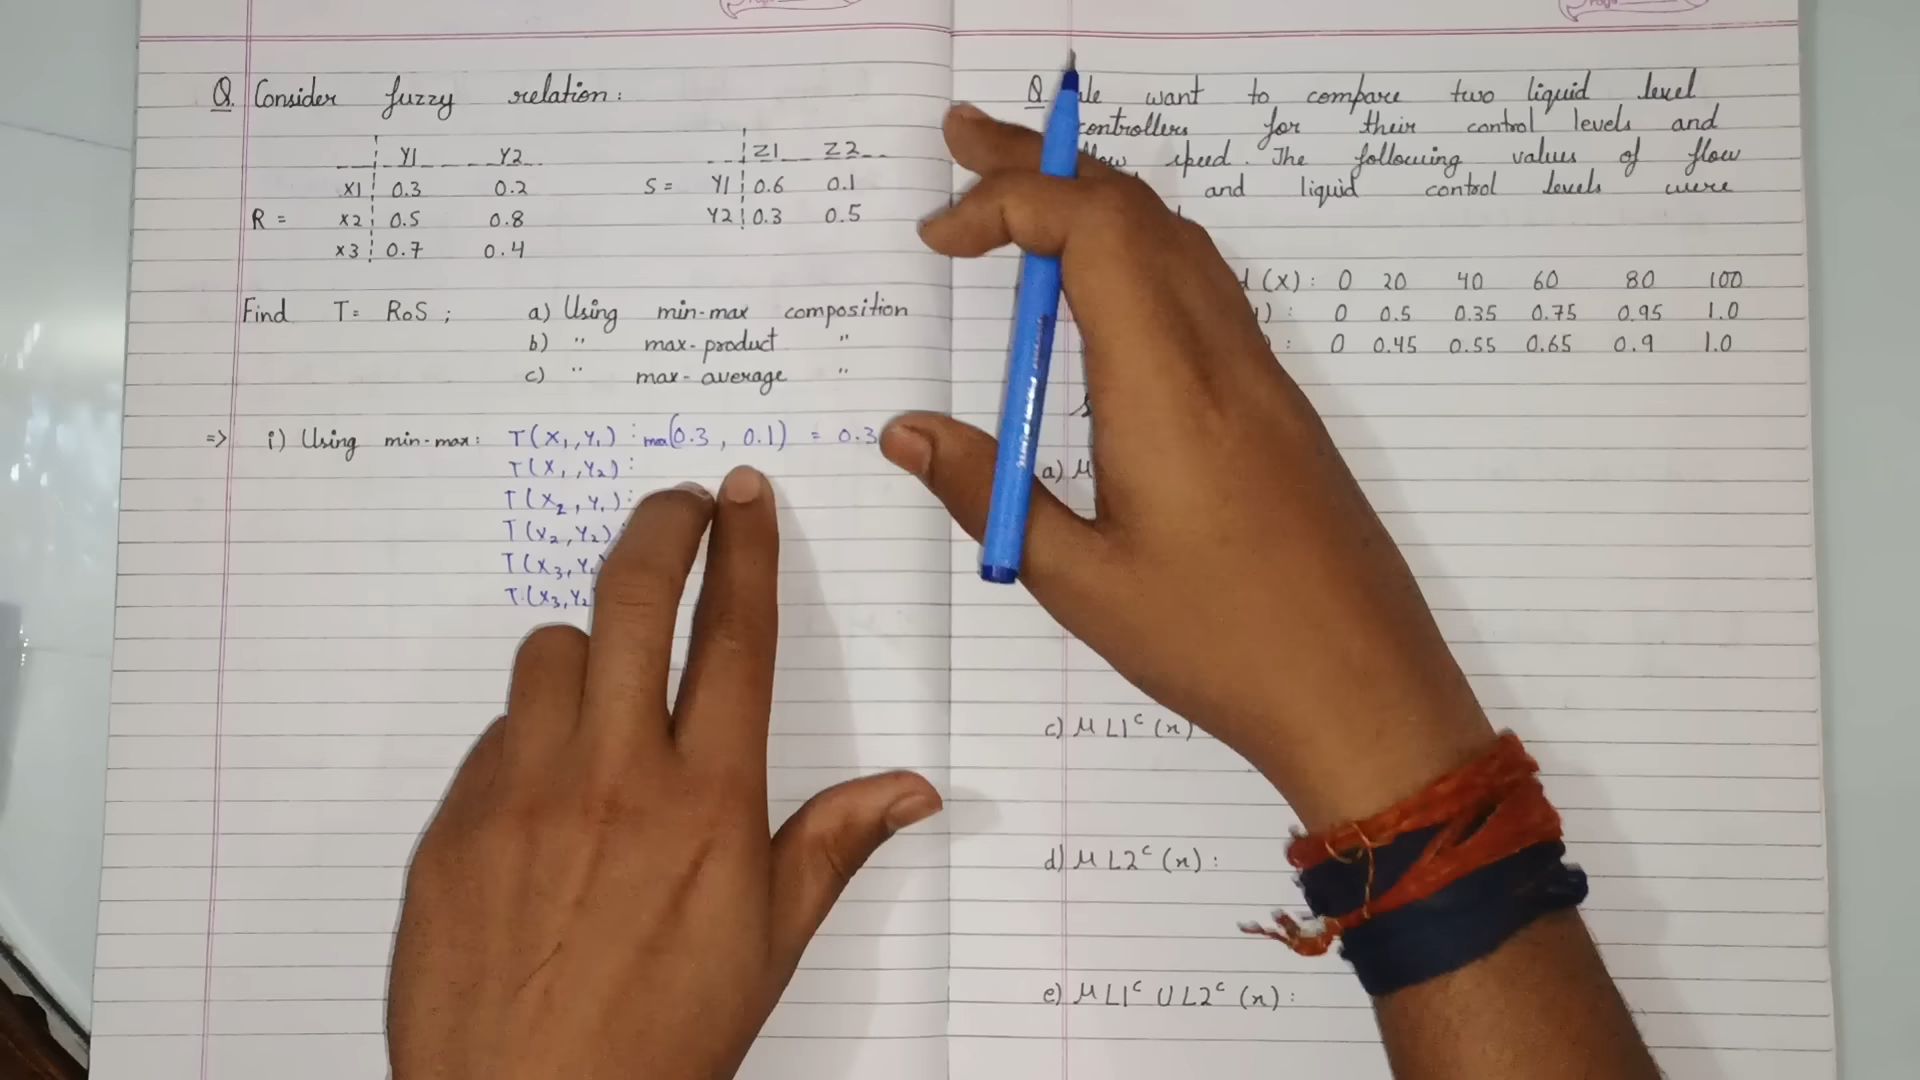 Q. Consider fuzzy relation:
Y1 Y2
X1 0.3 0.2
R = X2 0.5 0.8
X3 0.7 0.4
Z1 Z2
S = Y1 0.6 0.1
Y2 0.3 0.5
Find T = RoS ; a) Using min-max composition
b) " max-product "
c) " max-average "
=> i) Using min-max: T(X1,Y1) : max(0.3 , 0.1) = 0.3
T(X1,Y2) :
T(X2,Y1) :
T(X2,Y2) :
T(X3,Y
T(X3,Y2
Q We want to compare two liquid level
controllers for their control levels and
flow speed. The following values of flow
and liquid control levels were
(X) : 0 20 40 60 80 100
) : 0 0.5 0.35 0.75 0.95 1.0
: 0 0.45 0.55 0.65 0.9 1.0
a) μ
c) μ L1ᶜ (x)
d) μ L2ᶜ (x) :
e) μ L1ᶜ U L2ᶜ (x) :